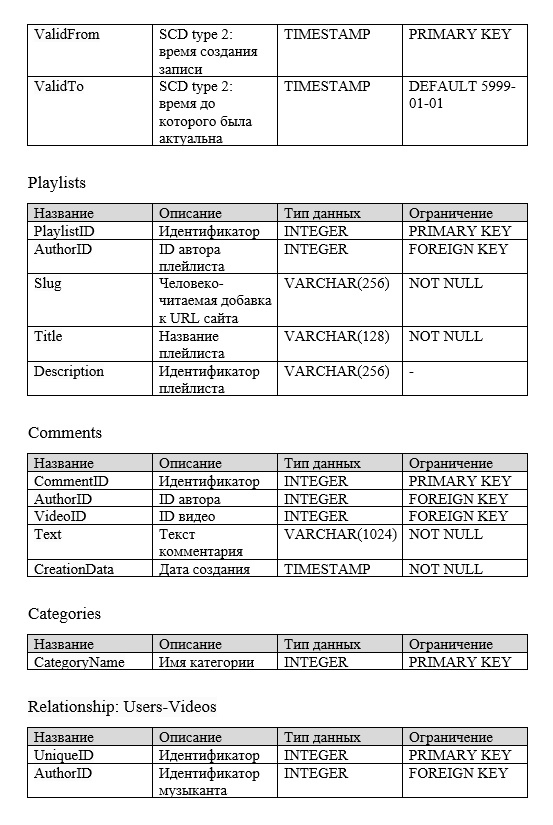 ValidFrom SCD type 2: TIMESTAMP PRIMARY KEY
время создания
записи
ValidTo SCD type 2: TIMESTAMP DEFAULT 5999-
время до 01-01
которого была
актуальна
Playlists
Название Описание Тип данных Ограничение
PlaylistID Идентификатор INTEGER PRIMARY KEY
AuthorID ID автора INTEGER FOREIGN KEY
плейлиста
Slug Человеко- VARCHAR(256) NOT NULL
читаемая добавка
к URL сайта
Title Название VARCHAR(128) NOT NULL
плейлиста
Description Идентификатор VARCHAR(256) -
плейлиста
Comments
Название Описание Тип данных Ограничение
CommentID Идентификатор INTEGER PRIMARY KEY
AuthorID ID автора INTEGER FOREIGN KEY
VideoID ID видео INTEGER FOREIGN KEY
Text Текст VARCHAR(1024) NOT NULL
комментария
CreationData Дата создания TIMESTAMP NOT NULL
Categories
Название Описание Тип данных Ограничение
CategoryName Имя категории INTEGER PRIMARY KEY
Relationship: Users-Videos
Название Описание Тип данных Ограничение
UniqueID Идентификатор INTEGER PRIMARY KEY
AuthorID Идентификатор INTEGER FOREIGN KEY
музыканта